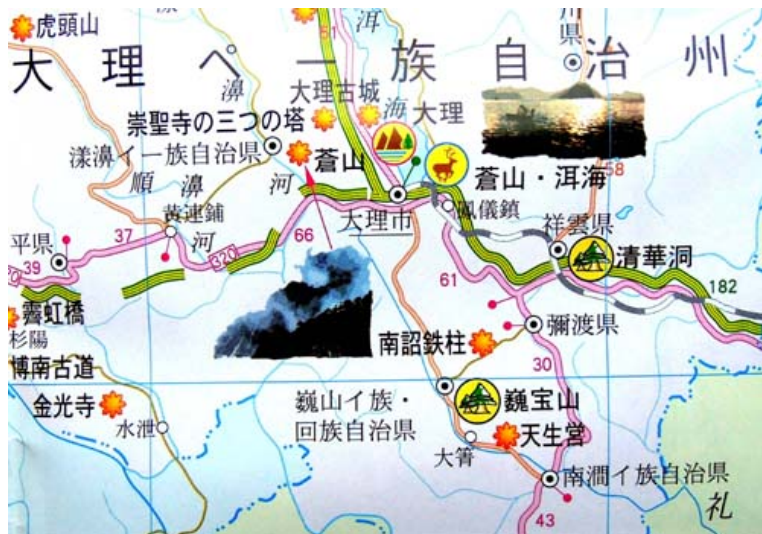 虎頭山
51
洱
川県
大理ペー族自治州
漾
濞
大理古城
海
大理
崇聖寺の三つの塔
漾濞イー族自治県
蒼山
蒼山・洱海
58
順
濞
河
河
黄連鋪
大理市
鳳儀鎮
祥雲県
平県
37
320
66
清華洞
39
61
182
霽虹橋
杉陽
彌渡県
南詔鉄柱
博南古道
30
金光寺
水泄
巍山イ族・
回族自治県
巍宝山
天生営
大箐
南澗イ族自治県
礼
43